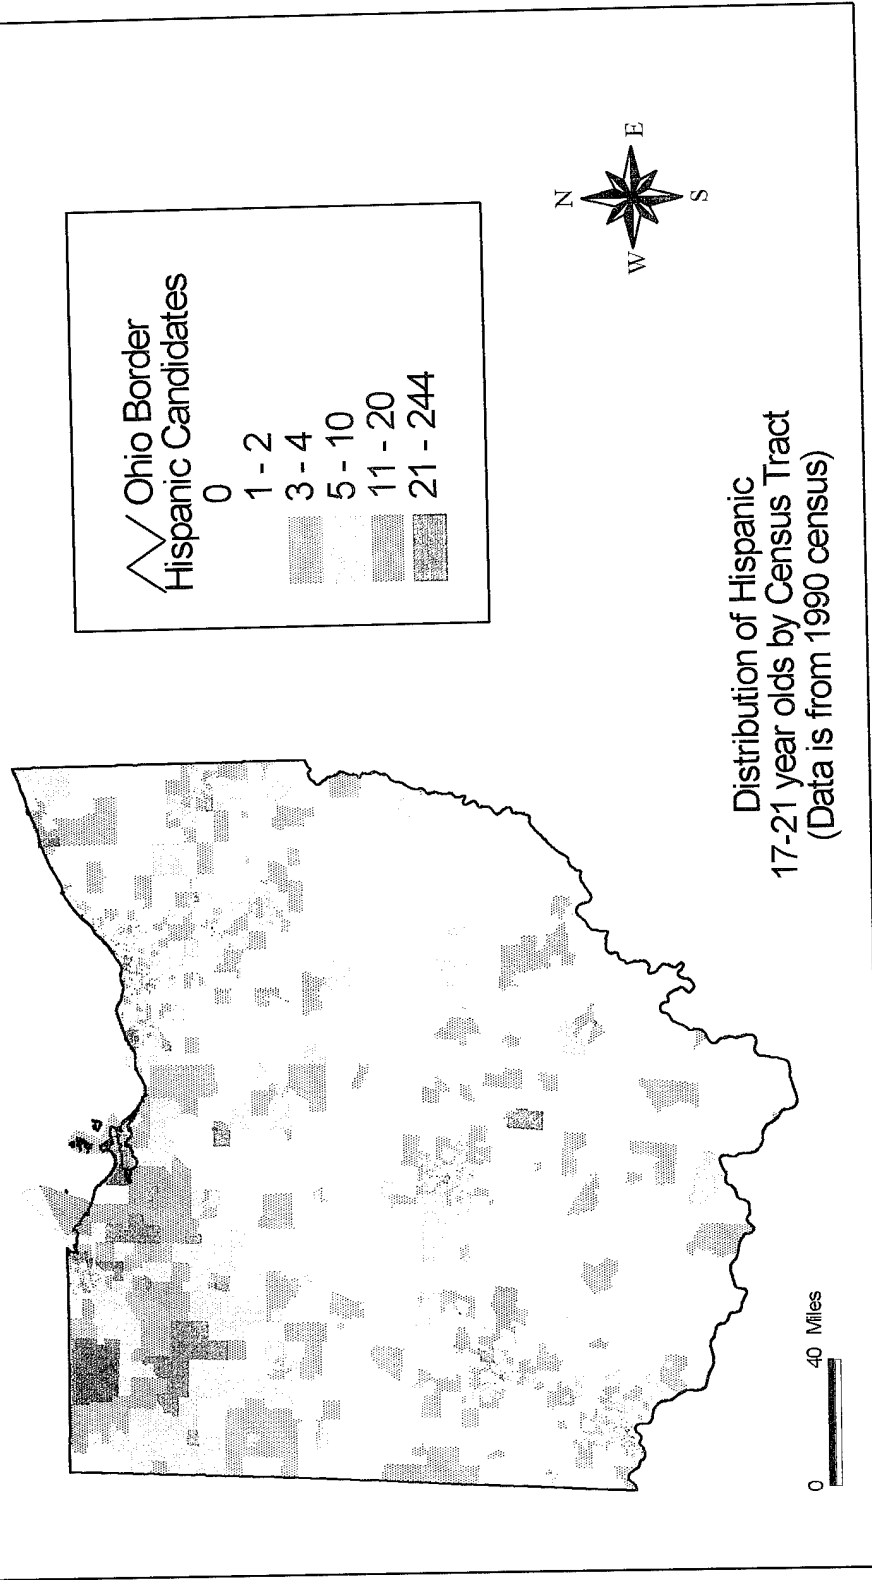 Ohio Border
Hispanic Candidates
0
1 - 2
3 - 4
5 - 10
11 - 20
21 - 244
N
W
E
S
Distribution of Hispanic
17-21 year olds by Census Tract
(Data is from 1990 census)
0
40 Miles